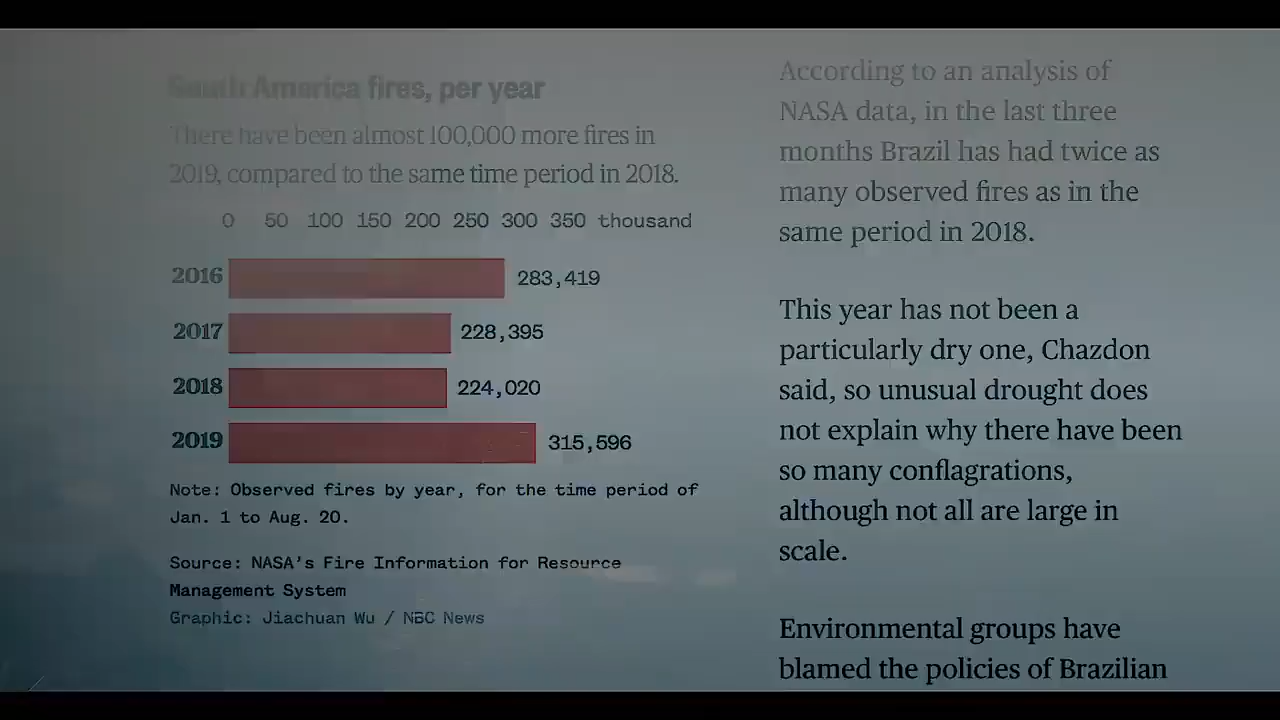 South America fires, per year
There have been almost 100,000 more fires in
2019, compared to the same time period in 2018.
0 50 100 150 200 250 300 350 thousand
2016 283,419
2017 228,395
2018 224,020
2019 315,596
Note: Observed fires by year, for the time period of
Jan. 1 to Aug. 20.
Source: NASA's Fire Information for Resource
Management System
Graphic: Jiachuan Wu / NBC News
According to an analysis of
NASA data, in the last three
months Brazil has had twice as
many observed fires as in the
same period in 2018.
This year has not been a
particularly dry one, Chazdon
said, so unusual drought does
not explain why there have been
so many conflagrations,
although not all are large in
scale.
Environmental groups have
blamed the policies of Brazilian